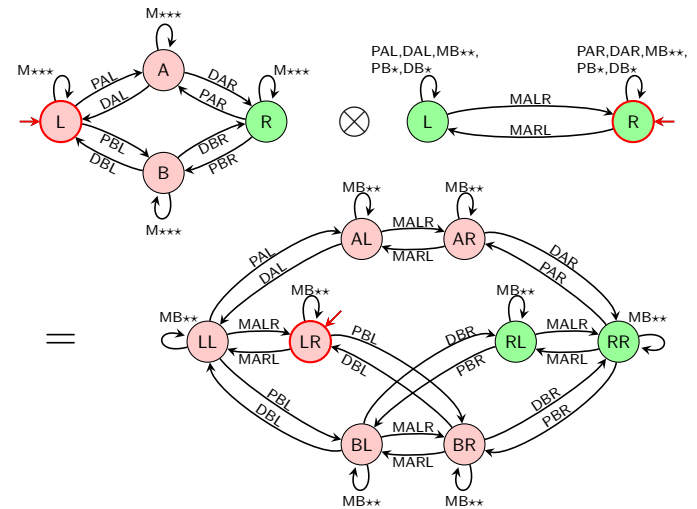 M⋆⋆⋆
M⋆⋆⋆
PAL
A
DAR
M⋆⋆⋆
DAL
PAR
L
R
PBL
DBR
DBL
PBR
B
M⋆⋆⋆
⊗
PAL,DAL,MB⋆⋆,
PB⋆,DB⋆
PAR,DAR,MB⋆⋆,
PB⋆,DB⋆
MALR
L
R
MARL
=
MB⋆⋆
MB⋆⋆
MALR
AL
AR
MARL
PAL
DAL
DAR
PAR
MB⋆⋆
MB⋆⋆
MB⋆⋆
MB⋆⋆
MALR
PBL
DBR
MALR
LL
LR
RL
RR
MARL
DBL
PBR
MARL
PBL
DBL
DBR
PBR
MALR
BL
BR
MARL
MB⋆⋆
MB⋆⋆